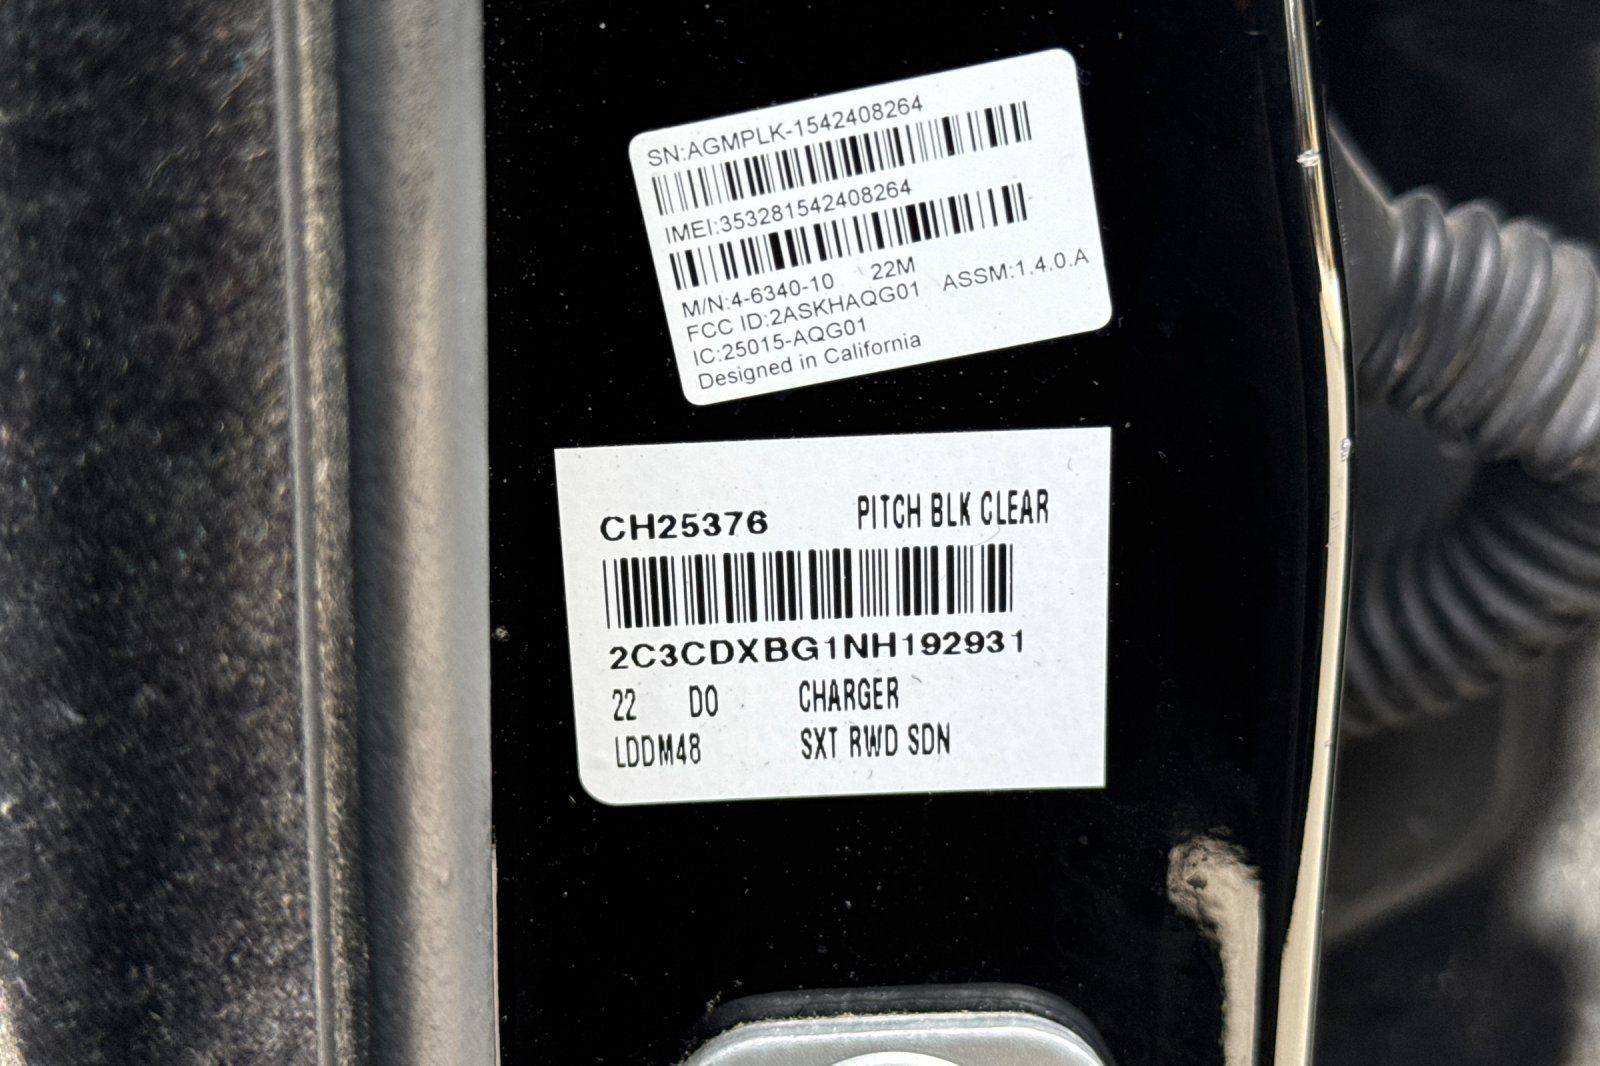 SN:AGMPLK-1542408264
IMEI:353281542408264
M/N:4-6340-10 22M
FCC ID:2ASKHAQG01 ASSM:1.4.0.A
IC:25015-AQG01
Designed in California
CH25376 PITCH BLK CLEAR
2C3CDXBG1NH192931
22 DO CHARGER
LDDM48 SXT RWD SDN